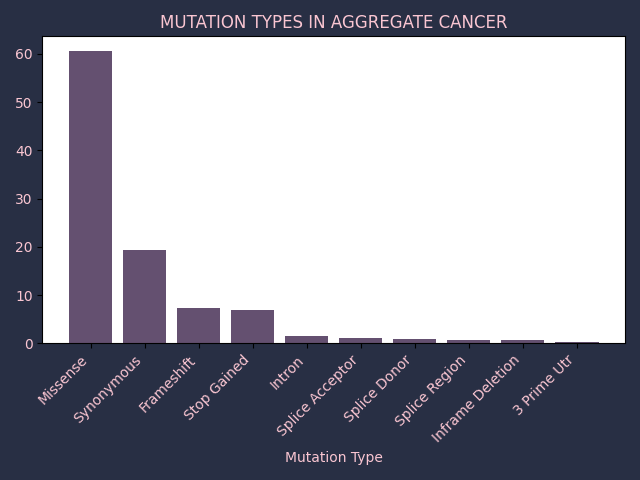 MUTATION TYPES IN AGGREGATE CANCER
60
50
40
30
20
10
0
Missense
Synonymous
Frameshift
Stop Gained
Intron
Splice Acceptor
Splice Donor
Splice Region
Inframe Deletion
3 Prime Utr
Mutation Type